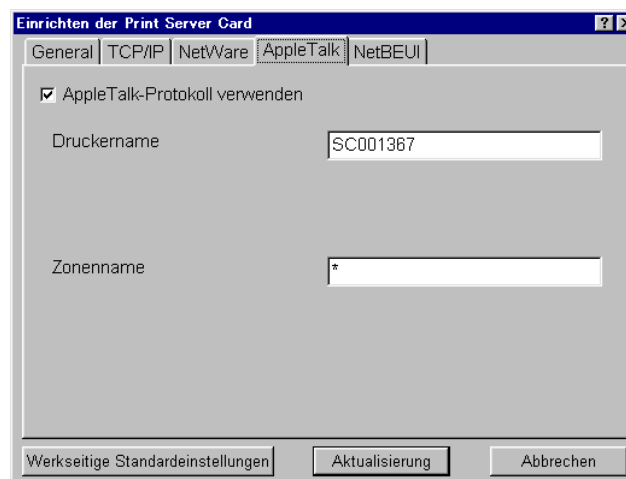 Einrichten der Print Server Card
General TCP/IP NetWare AppleTalk NetBEUI
AppleTalk-Protokoll verwenden
Druckername SC001367
Zonenname *
Werkseitige Standardeinstellungen Aktualisierung Abbrechen